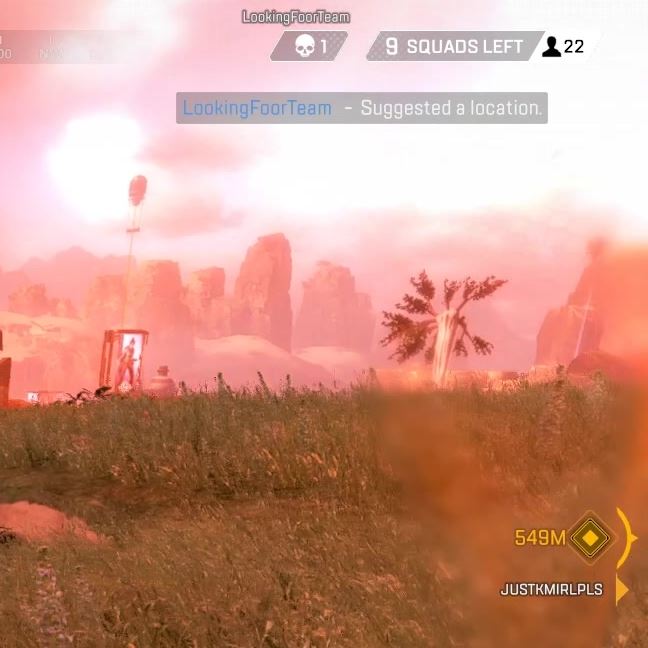 LookingFoorTeam
1
9 SQUADS LEFT
22
LookingFoorTeam - Suggested a location.
549M
JUSTKMIRLPLS